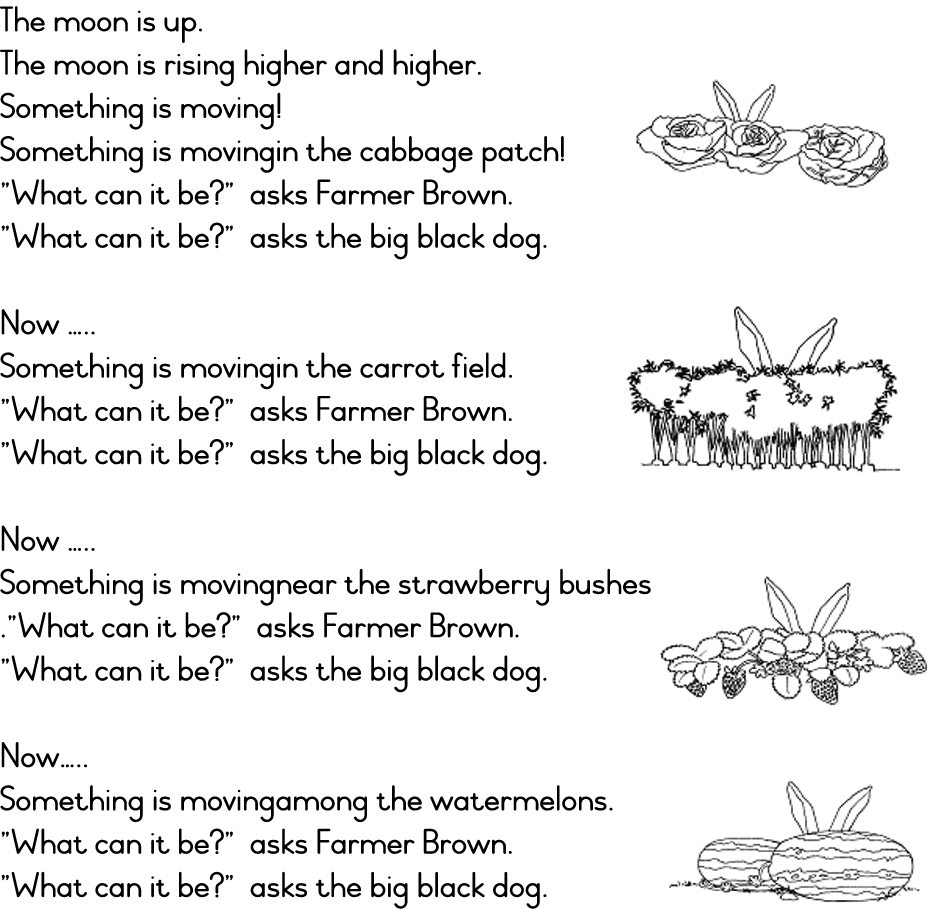 The moon is up.
The moon is rising higher and higher.
Something is moving!
Something is movingin the cabbage patch!
"What can it be?"  asks Farmer Brown.
"What can it be?"  asks the big black dog.
Now .....
Something is movingin the carrot field.
"What can it be?"  asks Farmer Brown.
"What can it be?"  asks the big black dog.
Now .....
Something is movingnear the strawberry bushes
."What can it be?"  asks Farmer Brown.
"What can it be?"  asks the big black dog.
Now.....
Something is movingamong the watermelons.
"What can it be?"  asks Farmer Brown.
"What can it be?"  asks the big black dog.